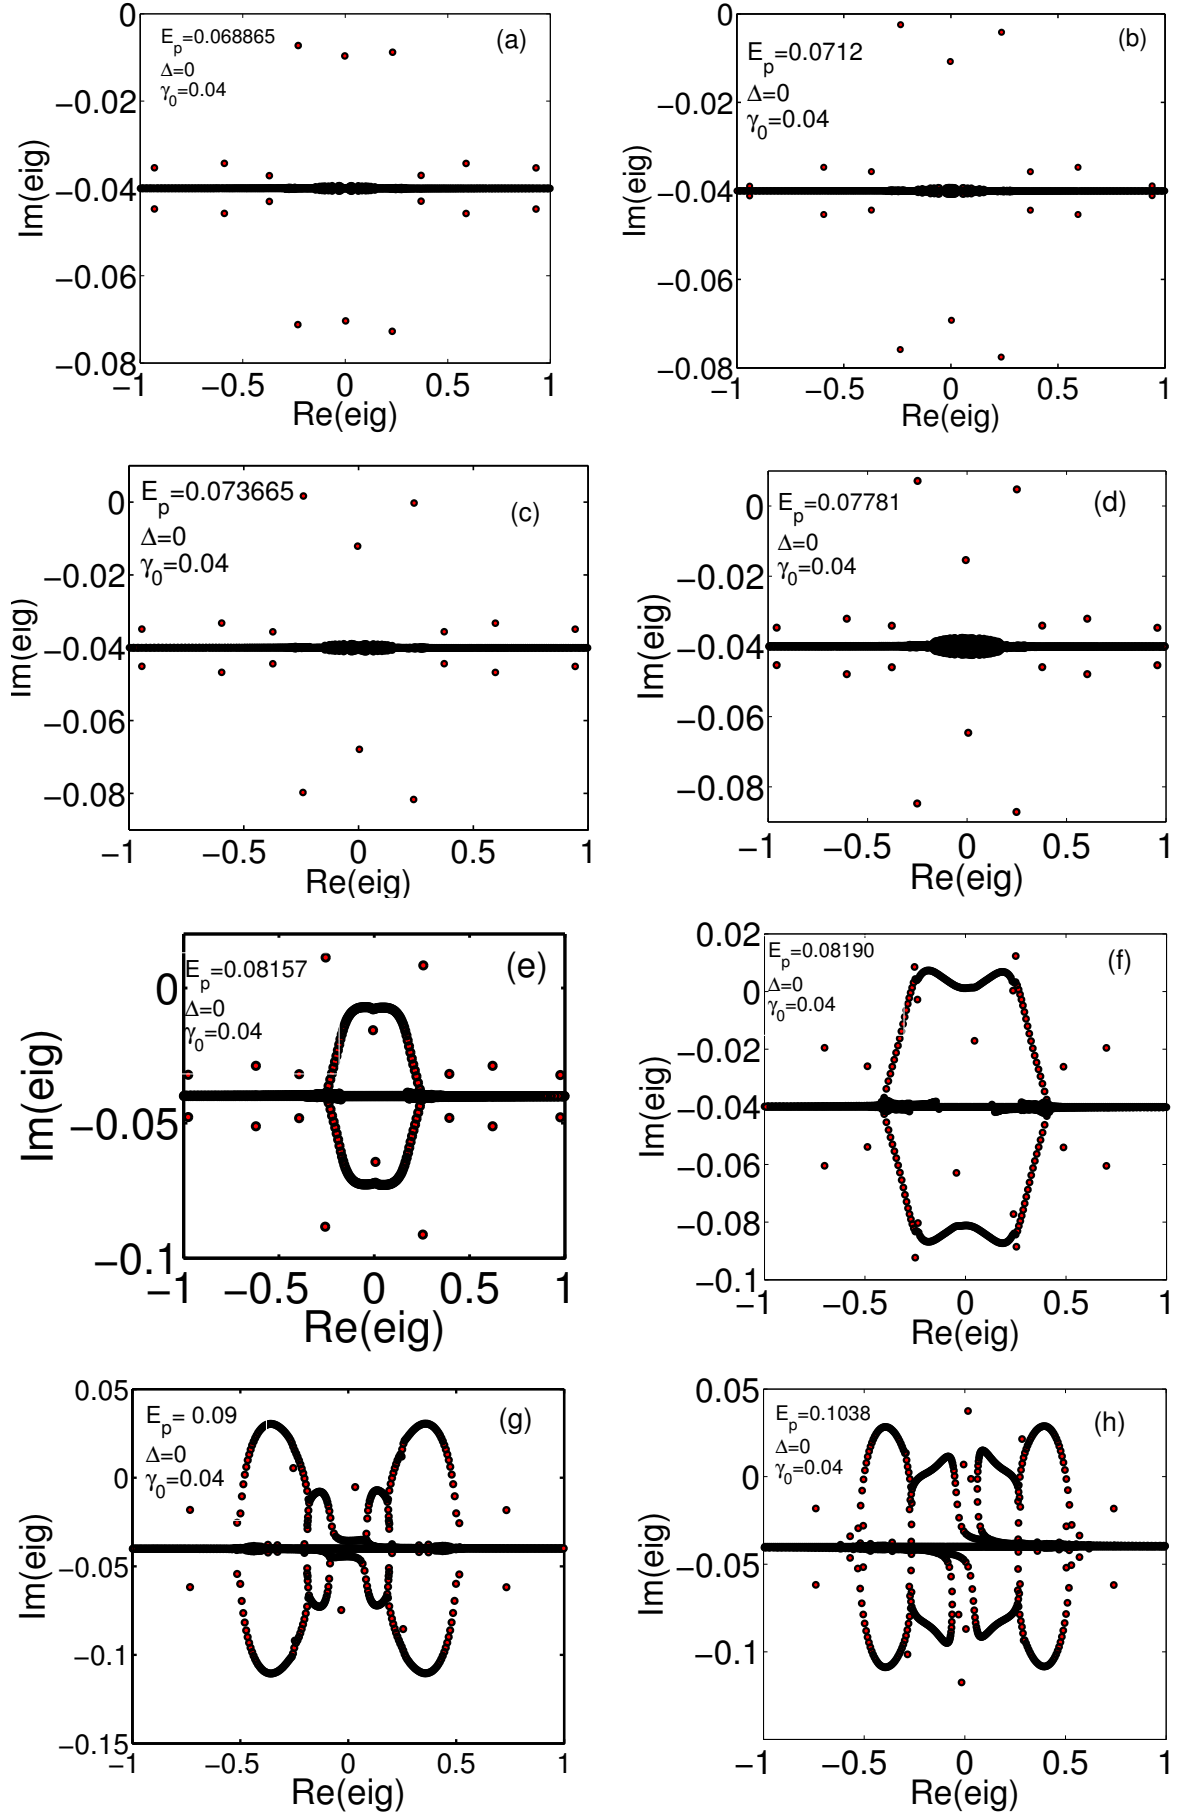 0
E_p=0.068865
(a)
Δ=0
γ_0=0.04
−0.02
−0.04
−0.06
−0.08
−1 −0.5 0 0.5 1
Re(eig)
Im(eig)
0
E_p=0.0712
(b)
Δ=0
γ_0=0.04
−0.02
−0.04
−0.06
−0.08
−1 −0.5 0 0.5 1
Re(eig)
Im(eig)
0
E_p=0.073665
(c)
Δ=0
γ_0=0.04
−0.02
−0.04
−0.06
−0.08
−1 −0.5 0 0.5 1
Re(eig)
Im(eig)
0
E_p=0.07781
(d)
Δ=0
γ_0=0.04
−0.02
−0.04
−0.06
−0.08
−1 −0.5 0 0.5 1
Re(eig)
Im(eig)
0
E_p=0.08157
(e)
Δ=0
γ_0=0.04
−0.05
−0.1
−1 −0.5 0 0.5 1
Re(eig)
Im(eig)
0.02
E_p=0.08190
(f)
0
Δ=0
γ_0=0.04
−0.02
−0.04
−0.06
−0.08
−0.1
−1 −0.5 0 0.5 1
Re(eig)
Im(eig)
0.05
E_p= 0.09
(g)
Δ=0
0
γ_0=0.04
−0.05
−0.1
−0.15
−1 −0.5 0 0.5 1
Re(eig)
Im(eig)
0.05
E_p=0.1038
(h)
Δ=0
γ_0=0.04
0
−0.05
−0.1
−1 −0.5 0 0.5 1
Re(eig)
Im(eig)